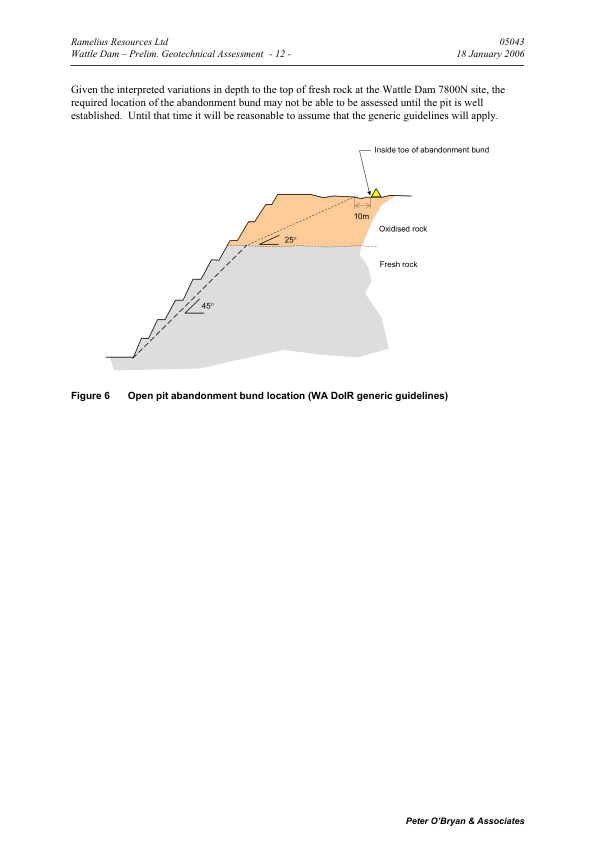 Ramelius Resources Ltd 05043
Wattle Dam – Prelim. Geotechnical Assessment - 12 - 18 January 2006
Given the interpreted variations in depth to the top of fresh rock at the Wattle Dam 7800N site, the
required location of the abandonment bund may not be able to be assessed until the pit is well
established. Until that time it will be reasonable to assume that the generic guidelines will apply.
Inside toe of abandonment bund
10m
Oxidised rock
25°
Fresh rock
45°
Figure 6 Open pit abandonment bund location (WA DoIR generic guidelines)
Peter O'Bryan & Associates